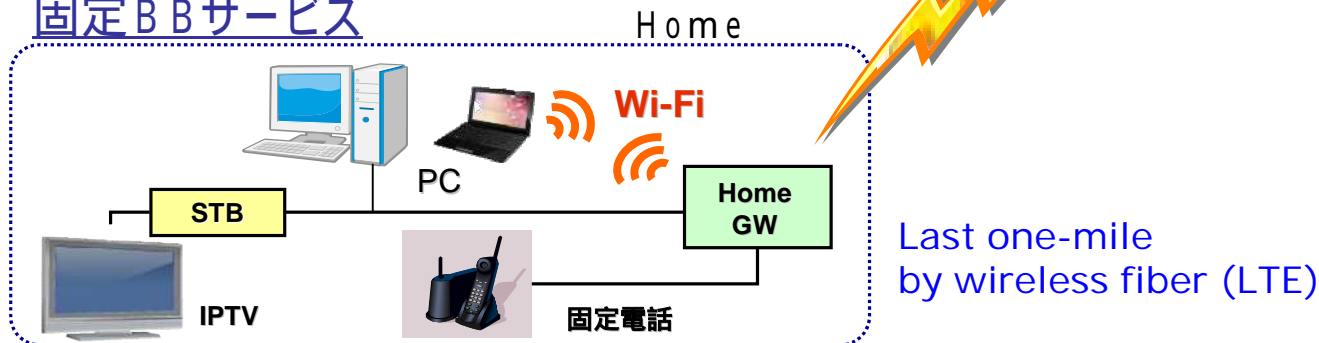 固定ＢＢサービス
Home
Wi-Fi
PC
STB
Home
GW
Last one-mile
by wireless fiber (LTE)
IPTV
固定電話